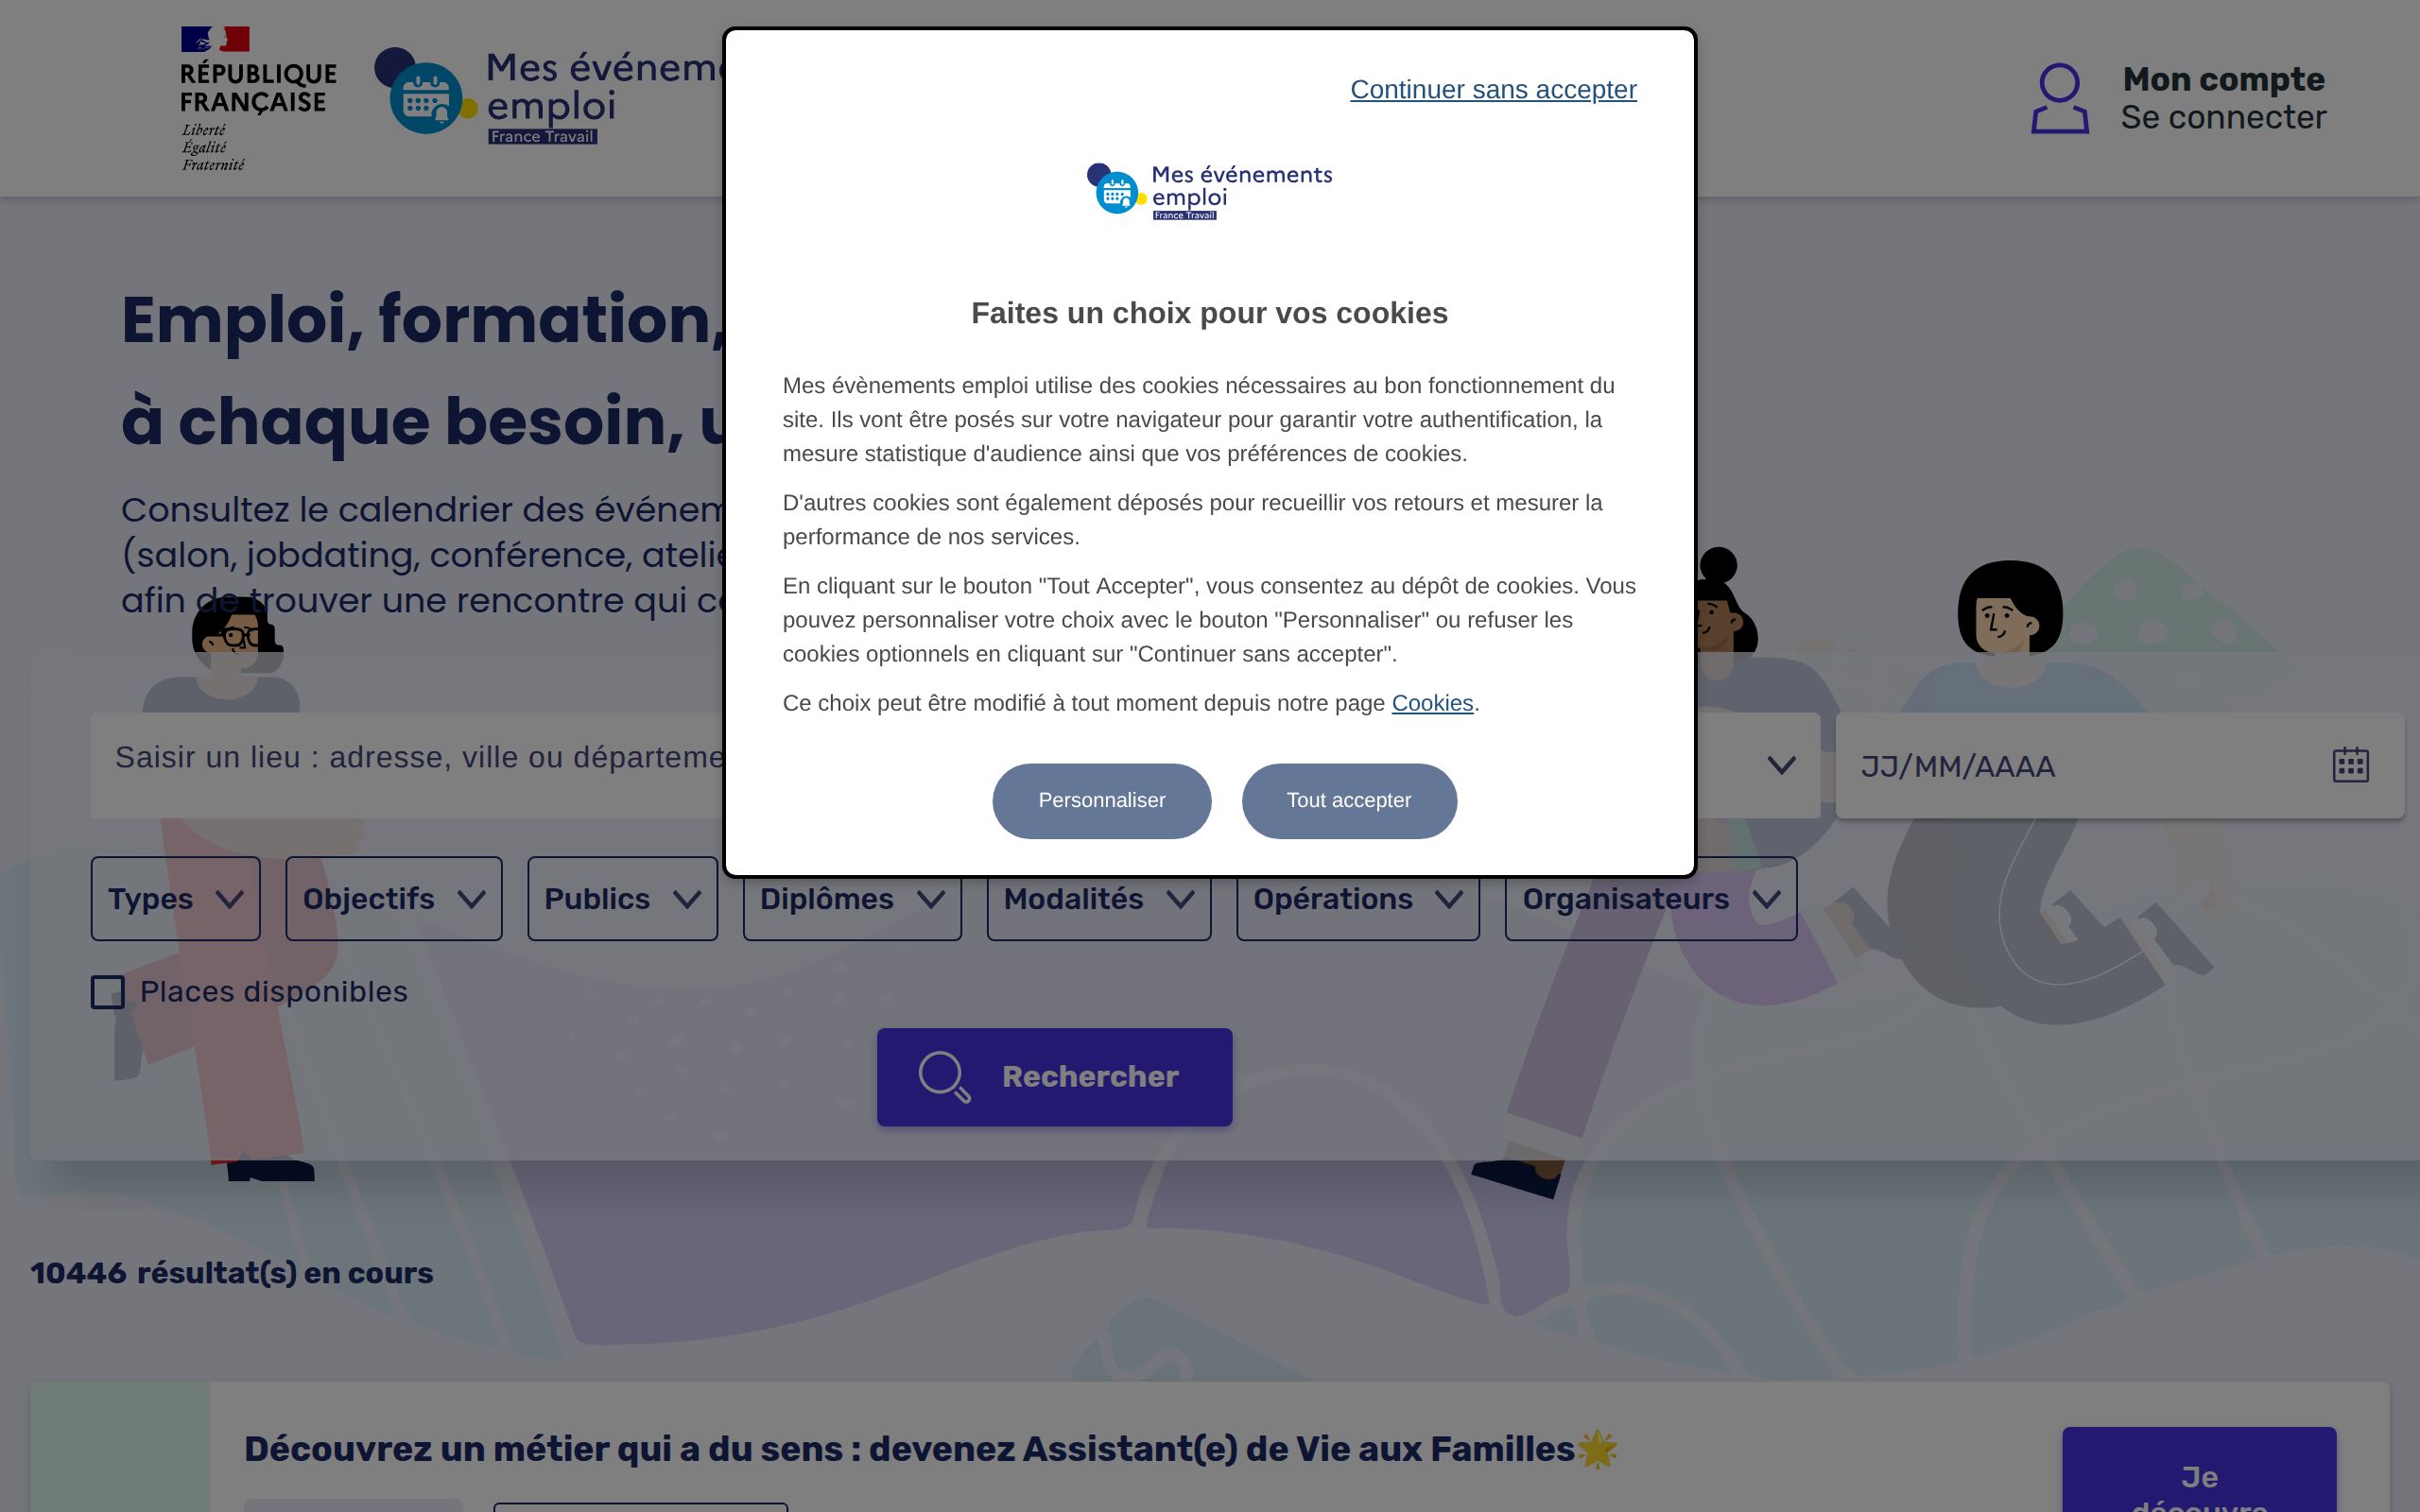 RÉPUBLIQUE
FRANÇAISE
Liberté
Égalité
Fraternité
Mes événem
emploi
France Travail
Mon compte
Se connecter
Continuer sans accepter
Mes événements
emploi
France Travail
Faites un choix pour vos cookies
Mes évènements emploi utilise des cookies nécessaires au bon fonctionnement du
site. Ils vont être posés sur votre navigateur pour garantir votre authentification, la
mesure statistique d'audience ainsi que vos préférences de cookies.
D'autres cookies sont également déposés pour recueillir vos retours et mesurer la
performance de nos services.
En cliquant sur le bouton "Tout Accepter", vous consentez au dépôt de cookies. Vous
pouvez personnaliser votre choix avec le bouton "Personnaliser" ou refuser les
cookies optionnels en cliquant sur "Continuer sans accepter".
Ce choix peut être modifié à tout moment depuis notre page Cookies.
Personnaliser Tout accepter
Emploi, formation,
à chaque besoin,
Consultez le calendrier des événem
(salon, jobdating, conférence, atelie
afin de trouver une rencontre qui
Saisir un lieu : adresse, ville ou départeme
JJ/MM/AAAA
Types Objectifs Publics Diplômes Modalités Opérations Organisateurs
Places disponibles
Rechercher
10446 résultat(s) en cours
Découvrez un métier qui a du sens : devenez Assistant(e) de Vie aux Familles🌟
Je
découvre